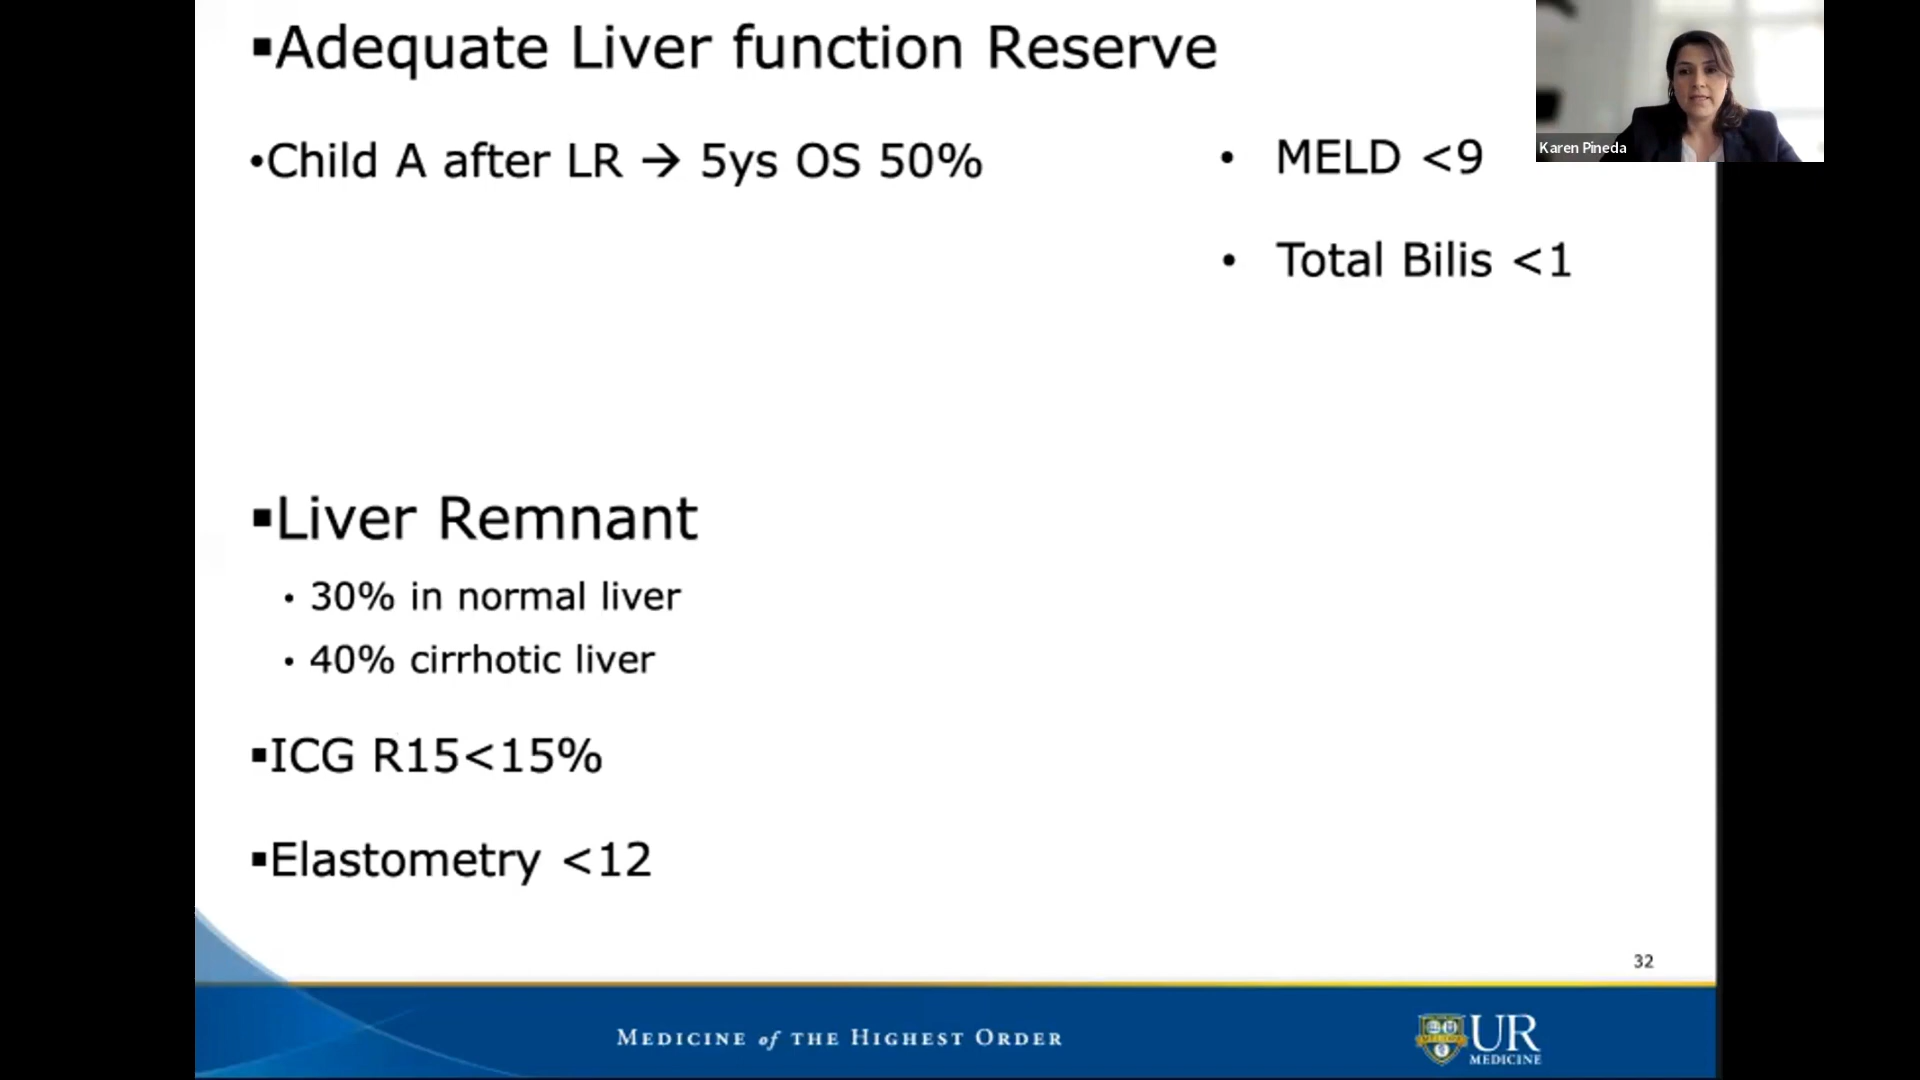 ▪Adequate Liver function Reserve
•Child A after LR → 5ys OS 50%
• MELD <9
• Total Bilis <1
Karen Pineda
▪Liver Remnant
• 30% in normal liver
• 40% cirrhotic liver
▪ICG R15<15%
▪Elastometry <12
32
MEDICINE of THE HIGHEST ORDER
UR
MEDICINE